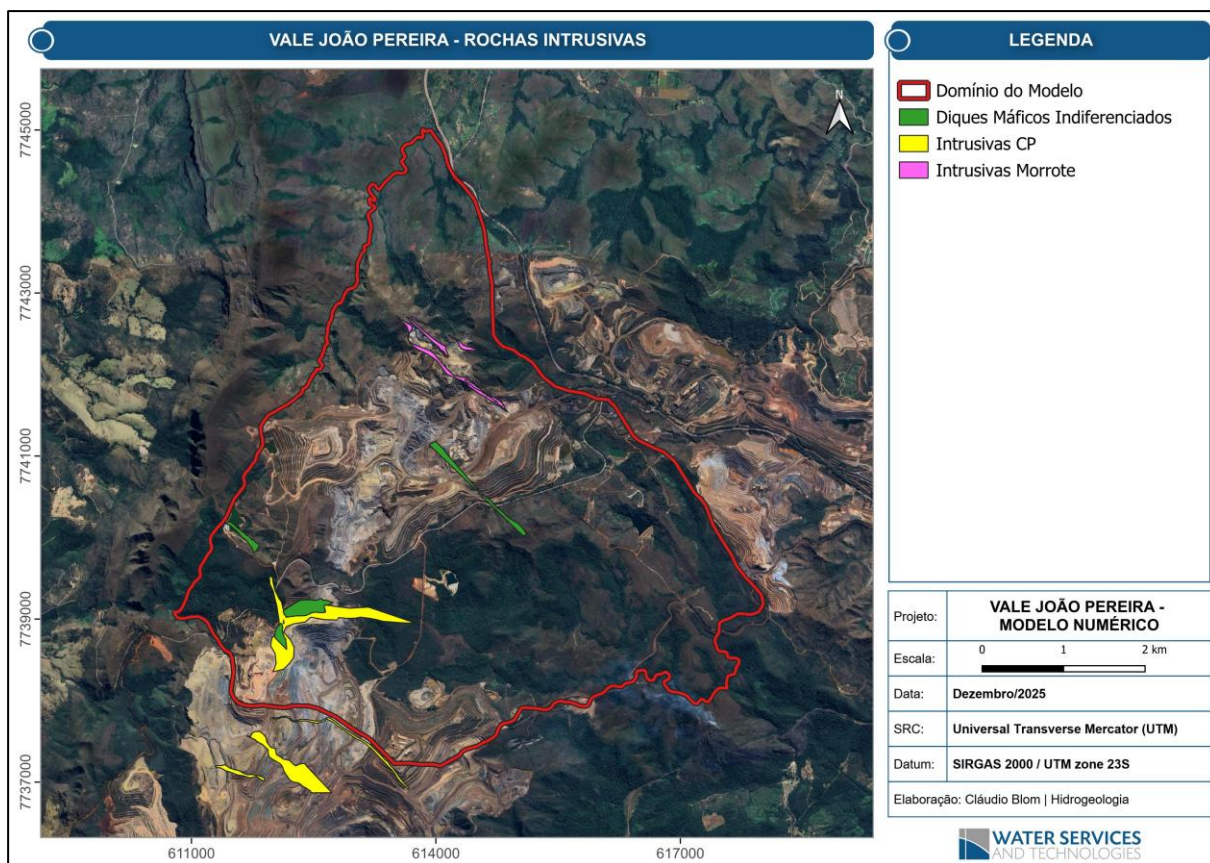 VALE JOÃO PEREIRA - ROCHAS INTRUSIVAS
LEGENDA
Domínio do Modelo
Diques Máficos Indiferenciados
Intrusivas CP
Intrusivas Morrote
N
7745000
7743000
7741000
7739000
7737000
611000
614000
617000
Projeto:
VALE JOÃO PEREIRA -
MODELO NUMÉRICO
Escala:
0 1 2 km
Data:
Dezembro/2025
SRC:
Universal Transverse Mercator (UTM)
Datum:
SIRGAS 2000 / UTM zone 23S
Elaboração: Cláudio Blom | Hidrogeologia
WATER SERVICES
AND TECHNOLOGIES